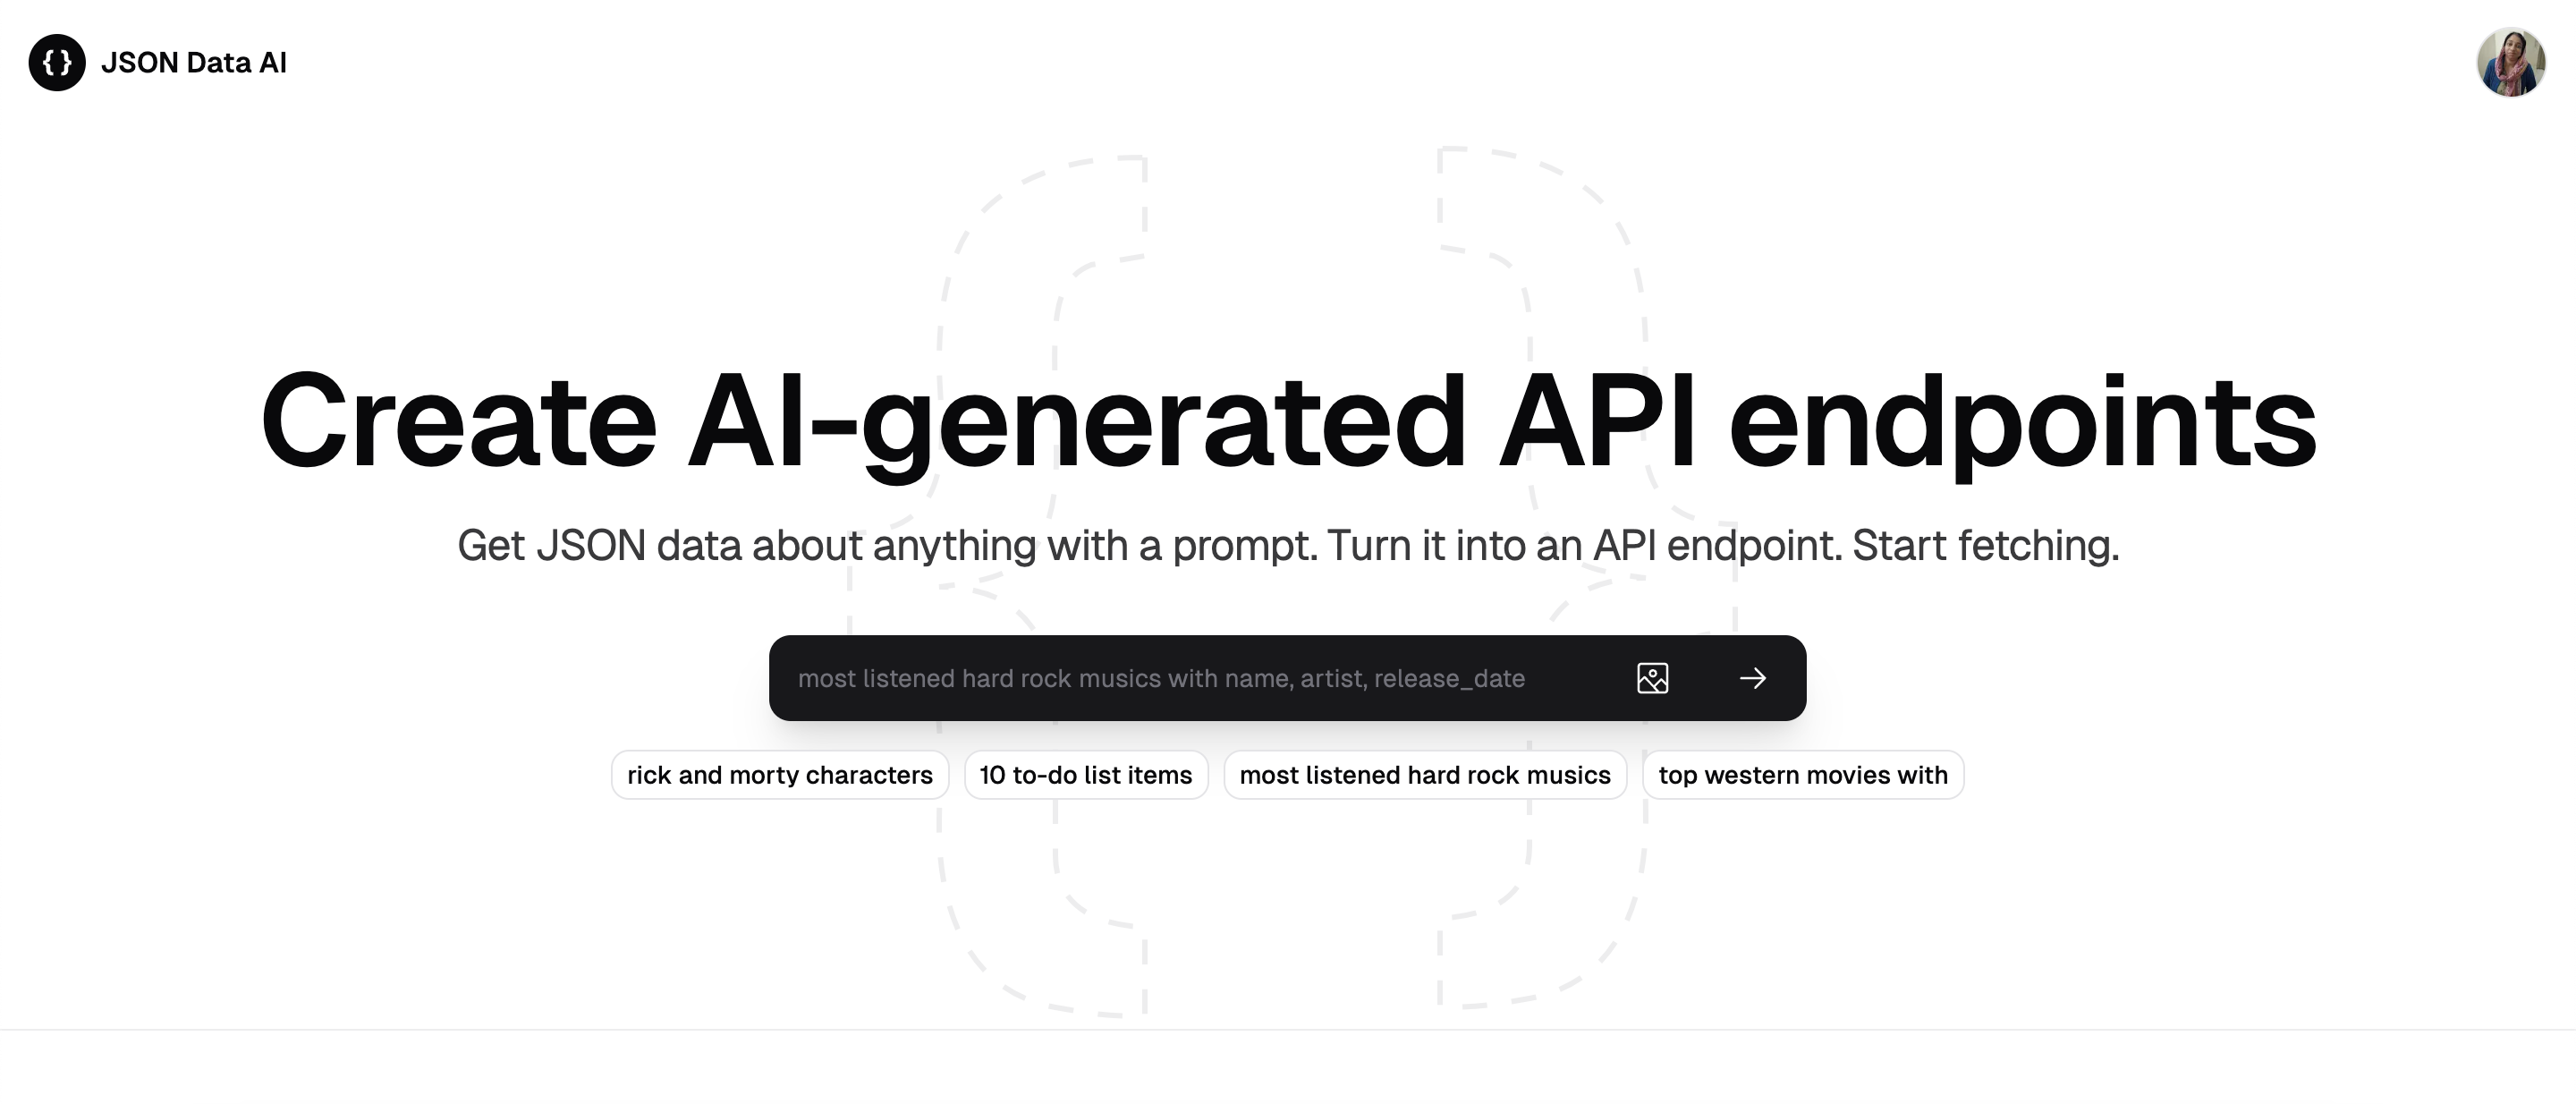 { } JSON Data AI
Create AI-generated API endpoints
Get JSON data about anything with a prompt. Turn it into an API endpoint. Start fetching.
most listened hard rock musics with name, artist, release_date
rick and morty characters
10 to-do list items
most listened hard rock musics
top western movies with